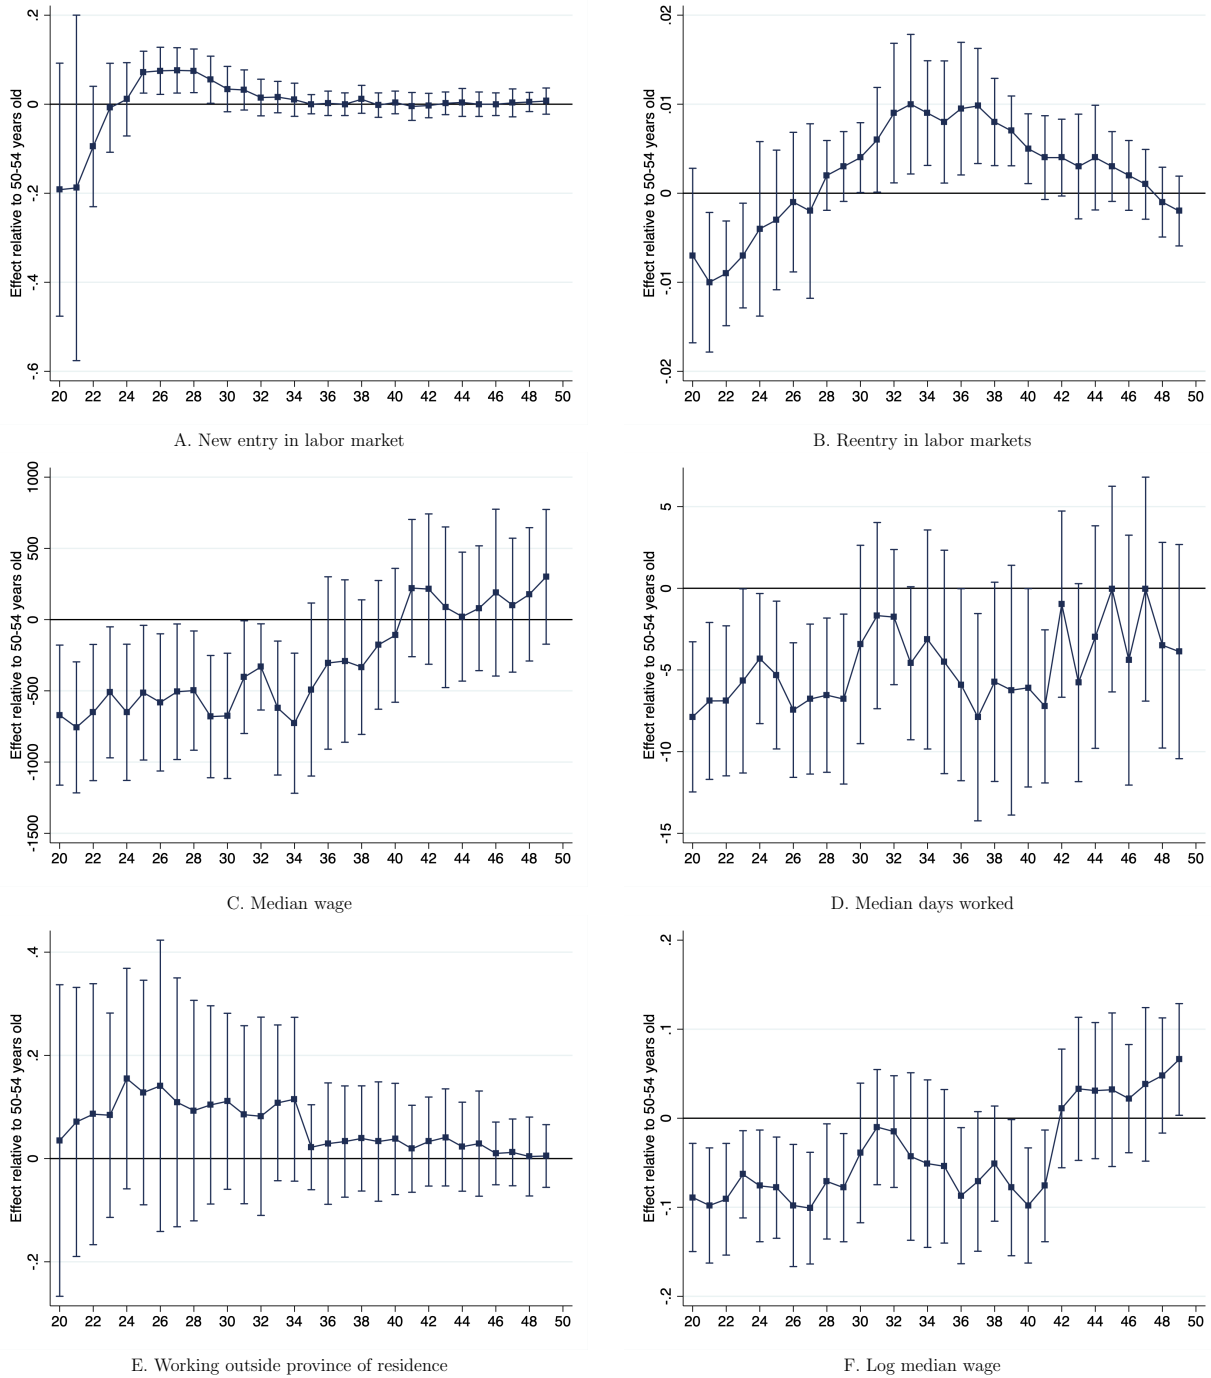 Effect relative to 50-54 years old
.2
0
-.2
-.4
-.6
20 22 24 26 28 30 32 34 36 38 40 42 44 46 48 50
A. New entry in labor market
Effect relative to 50-54 years old
.02
.01
0
-.01
-.02
20 22 24 26 28 30 32 34 36 38 40 42 44 46 48 50
B. Reentry in labor markets
Effect relative to 50-54 years old
1000
500
0
-500
-1000
-1500
20 22 24 26 28 30 32 34 36 38 40 42 44 46 48 50
C. Median wage
Effect relative to 50-54 years old
5
0
-5
-10
-15
20 22 24 26 28 30 32 34 36 38 40 42 44 46 48 50
D. Median days worked
Effect relative to 50-54 years old
.4
.2
0
-.2
20 22 24 26 28 30 32 34 36 38 40 42 44 46 48 50
E. Working outside province of residence
Effect relative to 50-54 years old
.2
.1
0
-.1
-.2
20 22 24 26 28 30 32 34 36 38 40 42 44 46 48 50
F. Log median wage